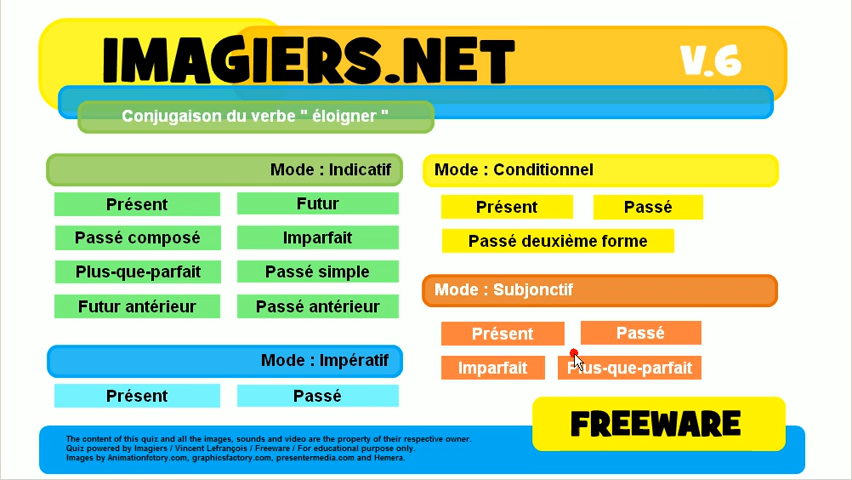 IMAGIERS.NET
V.6
Conjugaison du verbe " éloigner "
Mode : Indicatif
Présent
Futur
Passé composé
Imparfait
Plus-que-parfait
Passé simple
Futur antérieur
Passé antérieur
Mode : Impératif
Présent
Passé
Mode : Conditionnel
Présent
Passé
Passé deuxième forme
Mode : Subjonctif
Présent
Passé
Imparfait
Plus-que-parfait
FREEWARE
The content of this quiz and all the images, sounds and video are the property of their respective owner.
Quiz powered by Imagiers / Vincent Lefrançois / Freeware / For educational purpose only.
Images by Animationfctory.com, graphicsfactory.com, presentermedia.com and Hemera.